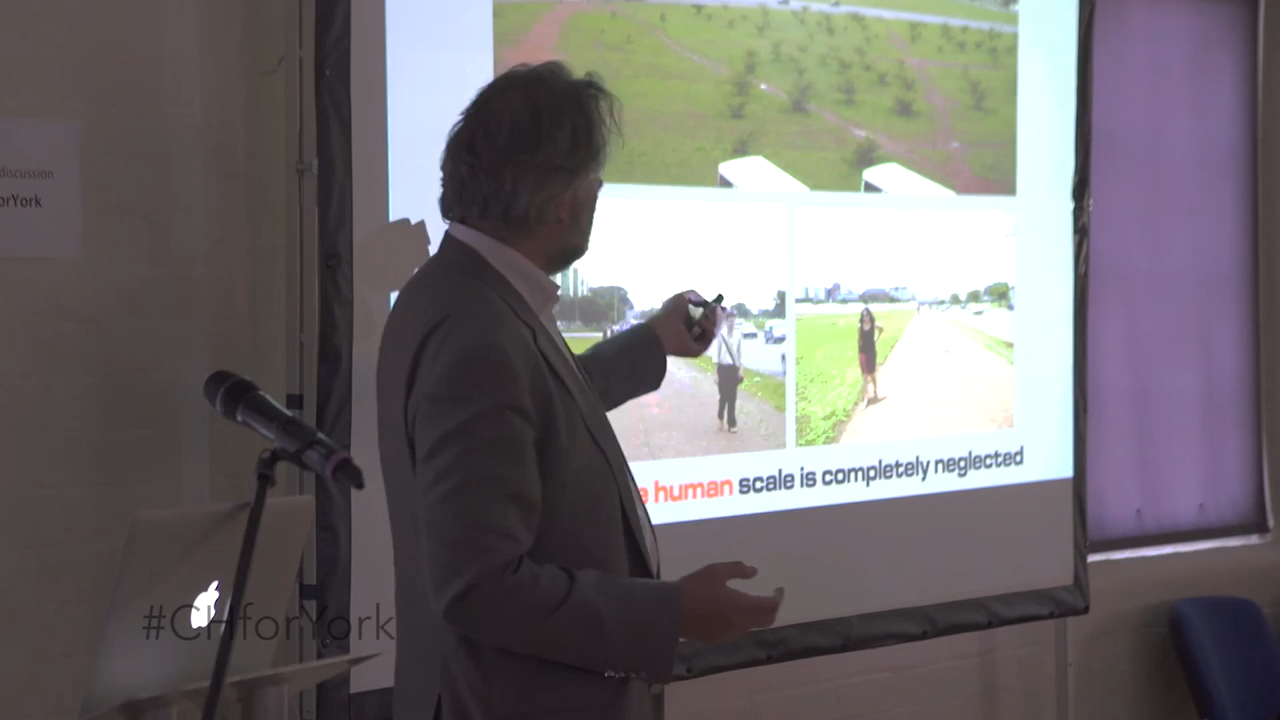 discussion
orYork
e human scale is completely neglected
#CHforYork